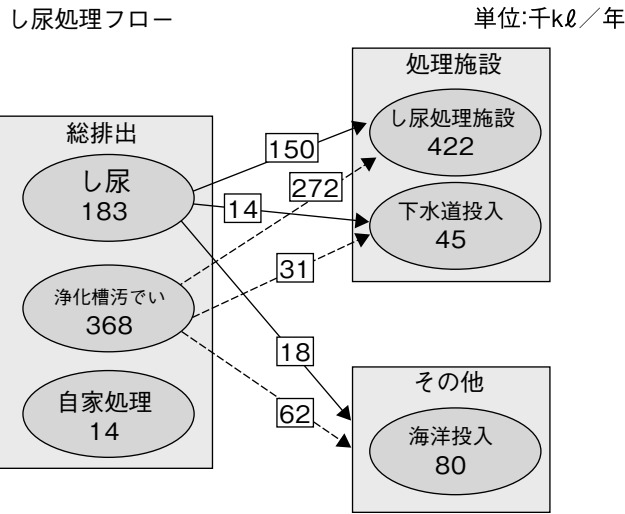 し尿処理フロー
単位:千kℓ／年
総排出
し尿
183
浄化槽汚でい
368
自家処理
14
150
272
14
31
18
62
処理施設
し尿処理施設
422
下水道投入
45
その他
海洋投入
80